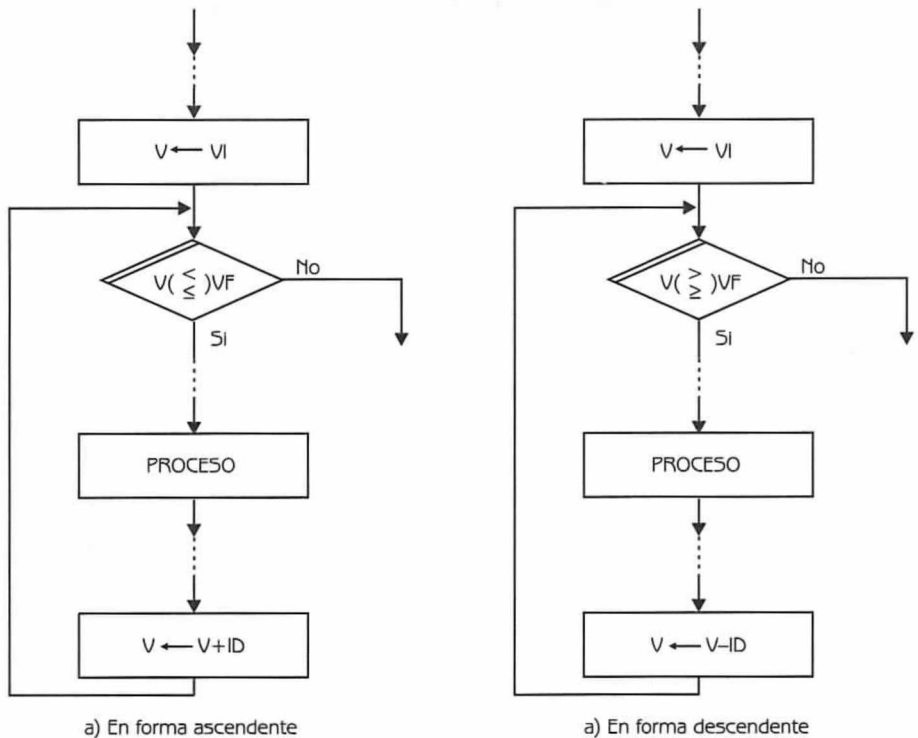 V ← VI
V( < ≤ )VF
No
Si
PROCESO
V ← V+ID
a) En forma ascendente
V ← VI
V( > ≥ )VF
No
Si
PROCESO
V ← V–ID
a) En forma descendente